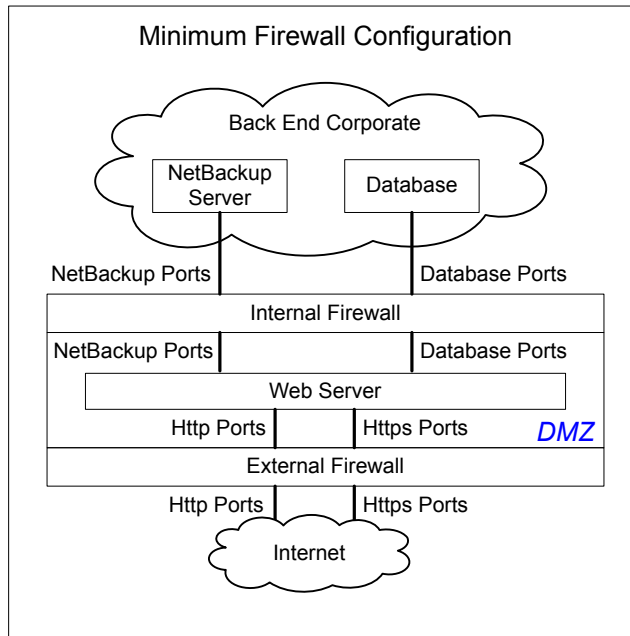 Minimum Firewall Configuration
Back End Corporate
NetBackup
Server
Database
NetBackup Ports
Database Ports
Internal Firewall
NetBackup Ports
Database Ports
Web Server
Http Ports
Https Ports
DMZ
External Firewall
Http Ports
Https Ports
Internet